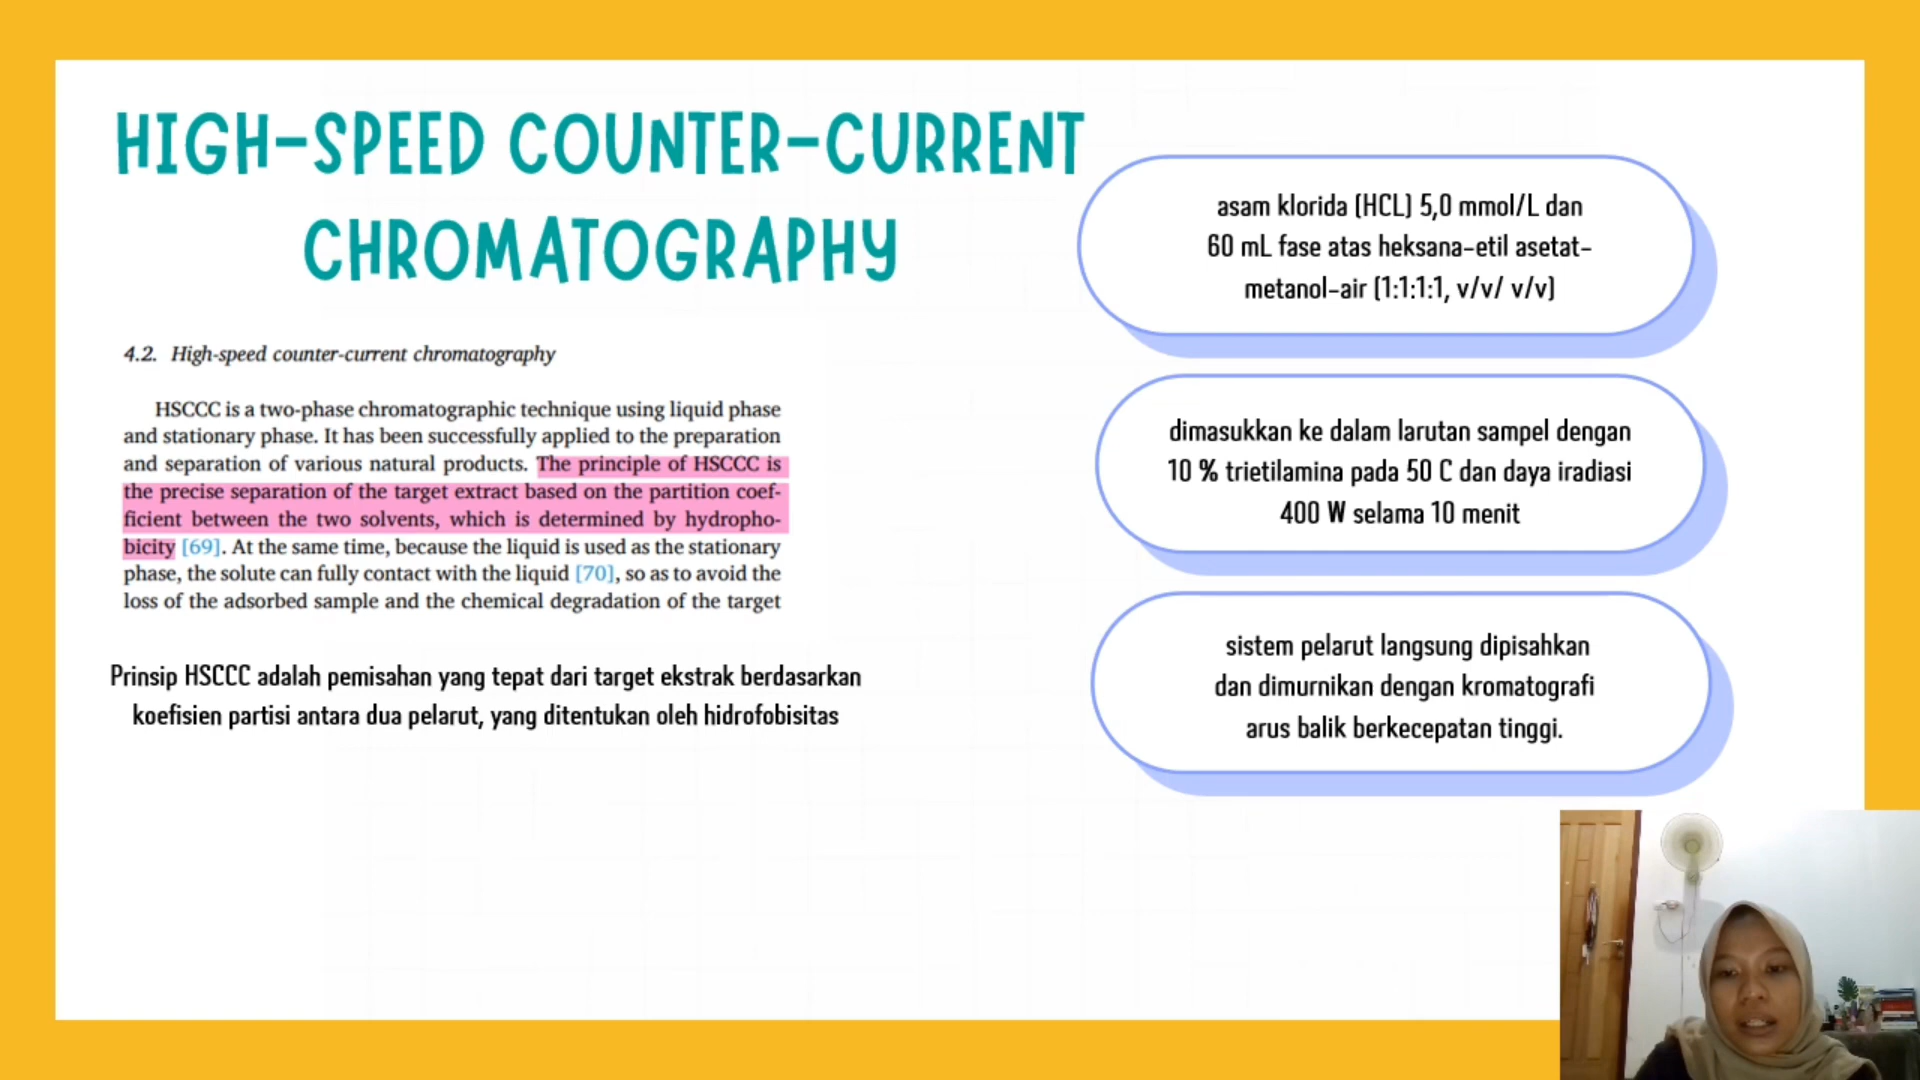 HIGH-SPEED COUNTER-CURRENT
CHROMATOGRAPHY
4.2. High-speed counter-current chromatography
HSCCC is a two-phase chromatographic technique using liquid phase
and stationary phase. It has been successfully applied to the preparation
and separation of various natural products. The principle of HSCCC is
the precise separation of the target extract based on the partition coef-
ficient between the two solvents, which is determined by hydropho-
bicity [69]. At the same time, because the liquid is used as the stationary
phase, the solute can fully contact with the liquid [70], so as to avoid the
loss of the adsorbed sample and the chemical degradation of the target
Prinsip HSCCC adalah pemisahan yang tepat dari target ekstrak berdasarkan
koefisien partisi antara dua pelarut, yang ditentukan oleh hidrofobisitas
asam klorida (HCL) 5,0 mmol/L dan
60 mL fase atas heksana-etil asetat-
metanol-air (1:1:1:1, v/v/ v/v)
dimasukkan ke dalam larutan sampel dengan
10 % trietilamina pada 50 C dan daya iradiasi
400 W selama 10 menit
sistem pelarut langsung dipisahkan
dan dimurnikan dengan kromatografi
arus balik berkecepatan tinggi.